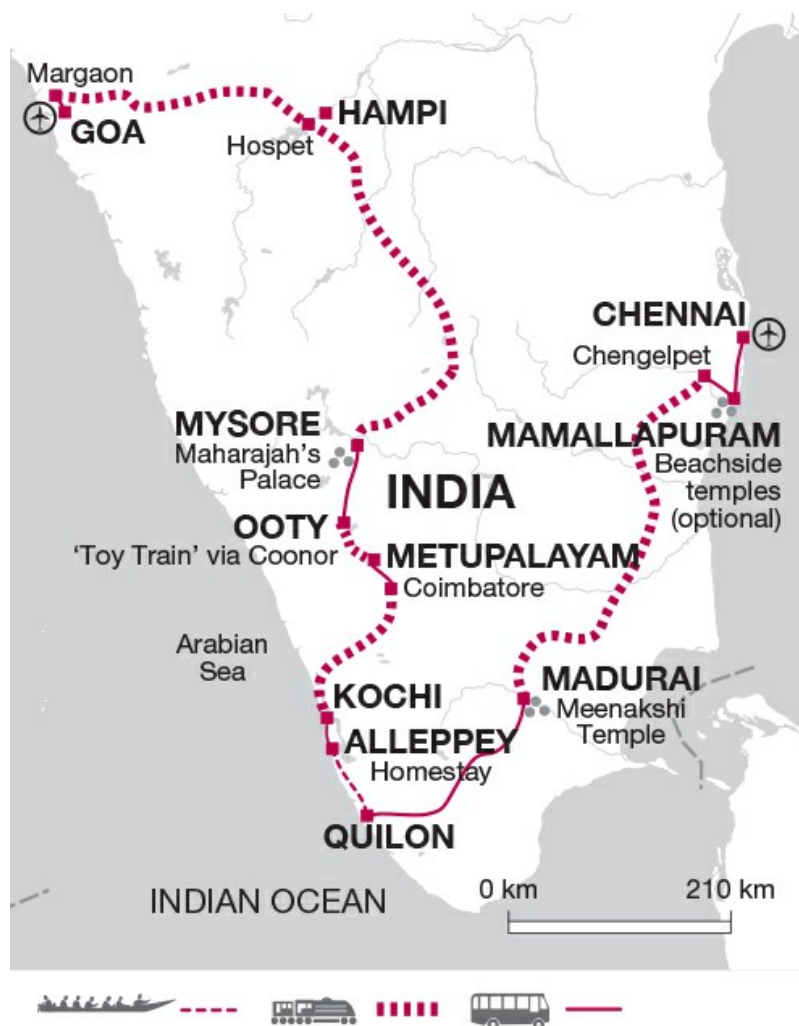 Margaon
GOA
HAMPI
Hospet
CHENNAI
Chengelpet
MYSORE
Maharajah's
Palace
MAMALLAPURAM
Beachside
temples
(optional)
INDIA
OOTY
'Toy Train' via Coonor
METUPALAYAM
Coimbatore
Arabian
Sea
KOCHI
MADURAI
Meenakshi
Temple
ALLEPPEY
Homestay
QUILON
INDIAN OCEAN
0 km
210 km